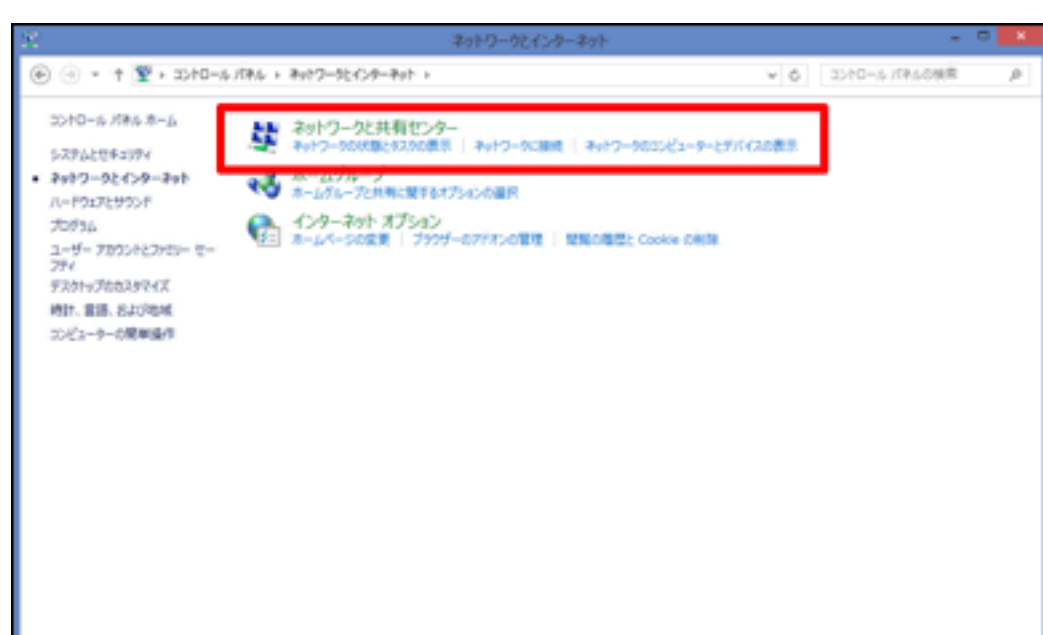 ネットワークとインターネット
コントロール パネル ネットワークとインターネット
コントロール パネルの検索
コントロール パネル ホーム
システムとセキュリティ
ネットワークとインターネット
ハードウェアとサウンド
プログラム
ユーザー アカウントとファミリー セー
フティ
デスクトップのカスタマイズ
時計、言語、および地域
コンピューターの簡単操作
ネットワークと共有センター
ネットワークの状態とタスクの表示 ネットワークに接続 ネットワークのコンピューターとデバイスの表示
ホームグループ
ホームグループと共有に関するオプションの選択
インターネット オプション
ホームページの変更 ブラウザーのアドオンの管理 閲覧の履歴と Cookie の削除